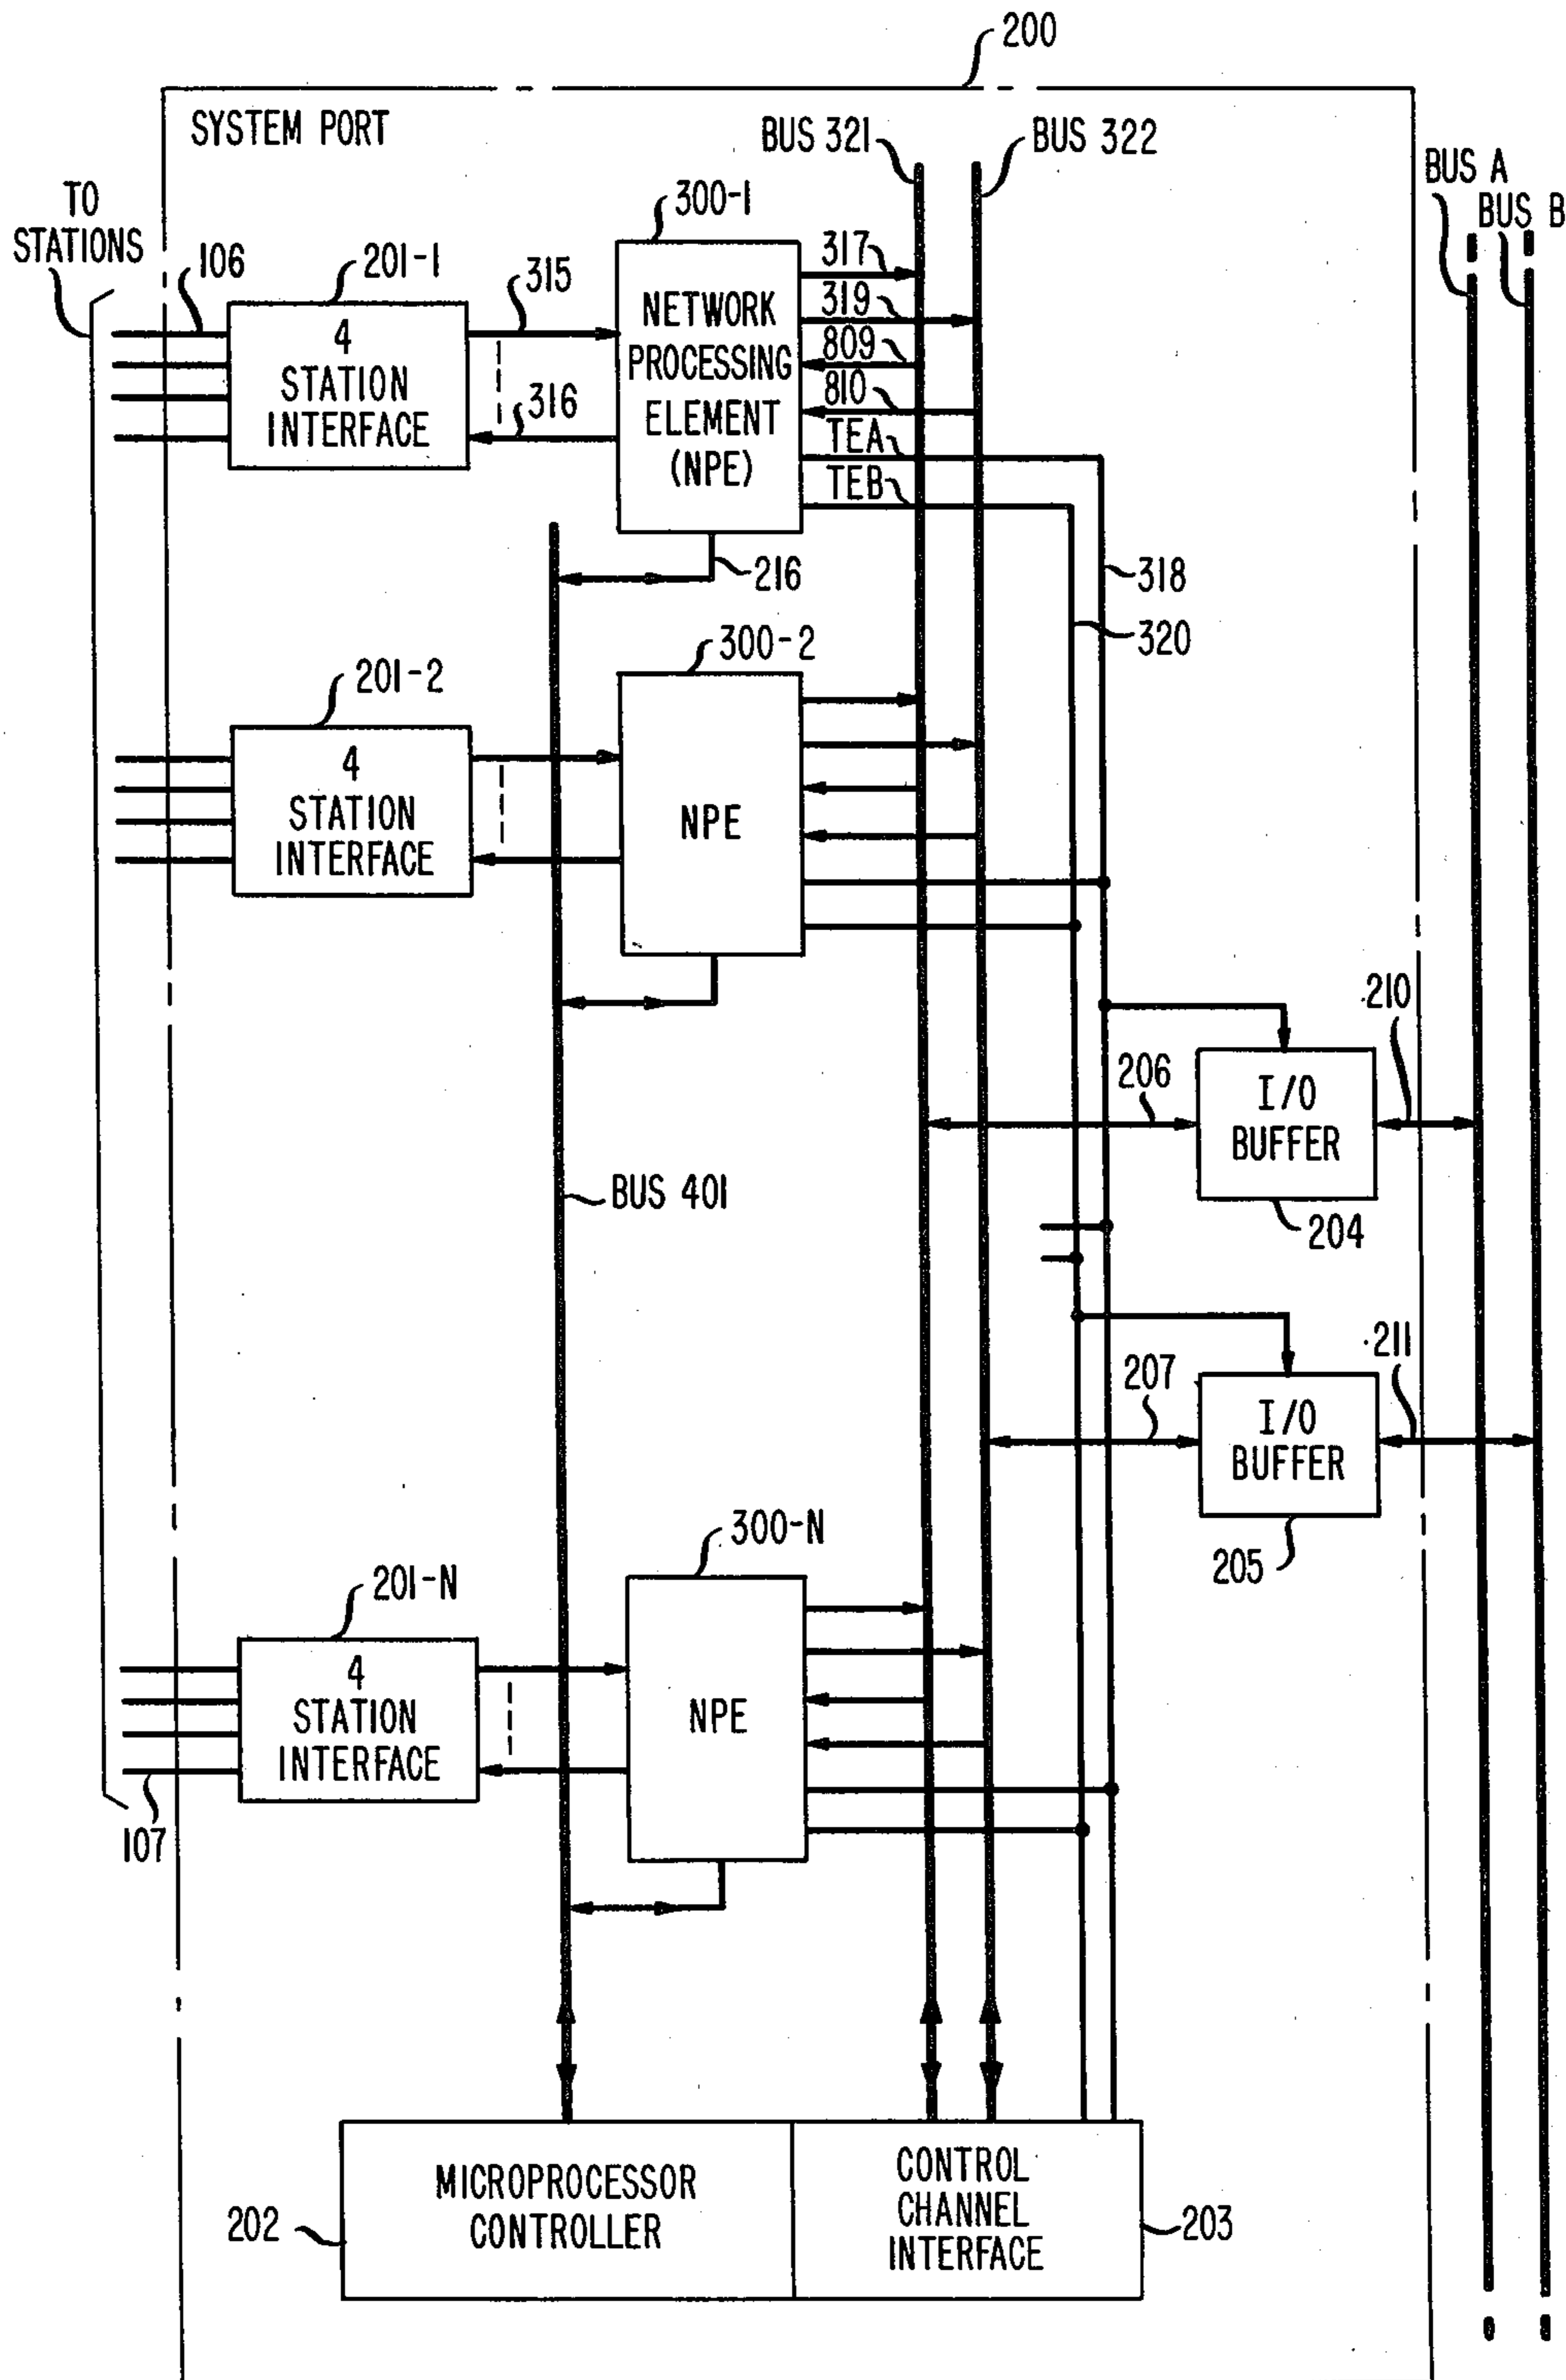 200
SYSTEM PORT
BUS 321
BUS 322
BUS A
BUS B
TO
STATIONS
106
201-1
315
300-1
317
319
809
810
TEA
TEB
4
STATION
INTERFACE
316
NETWORK
PROCESSING
ELEMENT
(NPE)
216
318
320
201-2
300-2
4
STATION
INTERFACE
NPE
210
206
I/O
BUFFER
204
BUS 401
211
207
I/O
BUFFER
205
201-N
300-N
4
STATION
INTERFACE
NPE
107
202
MICROPROCESSOR
CONTROLLER
CONTROL
CHANNEL
INTERFACE
203